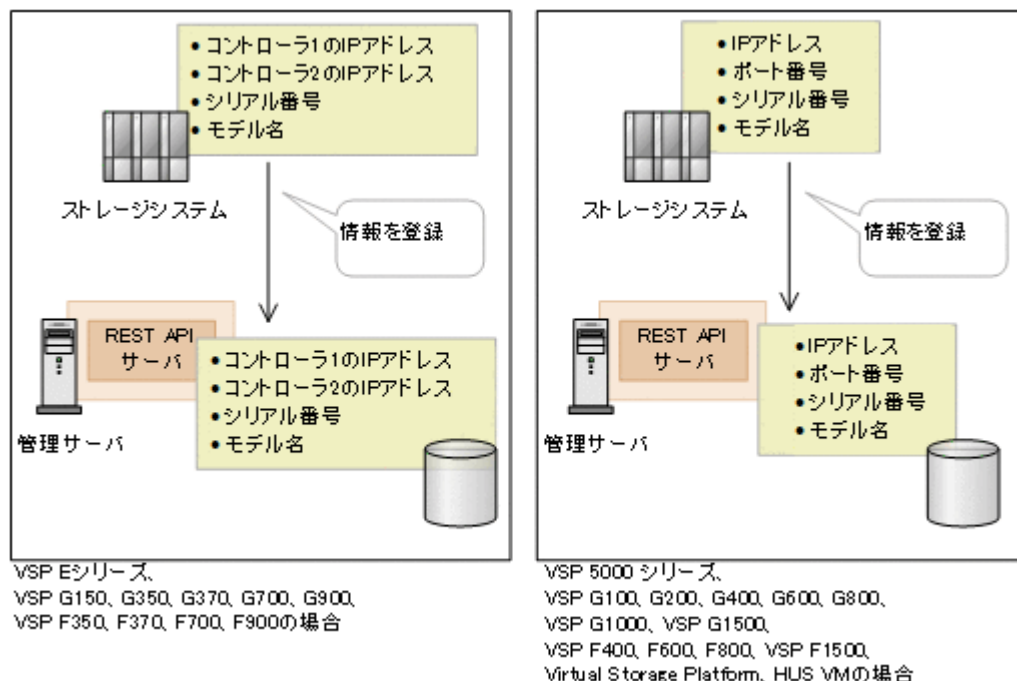 • コントローラ1のIPアドレス
• コントローラ2のIPアドレス
• シリアル番号
• モデル名
ストレージシステム
情報を登録
REST API
サーバ
管理サーバ
• コントローラ1のIPアドレス
• コントローラ2のIPアドレス
• シリアル番号
• モデル名
VSP Eシリーズ、
VSP G150、G350、G370、G700、G900、
VSP F350、F370、F700、F900の場合
• IPアドレス
• ポート番号
• シリアル番号
• モデル名
ストレージシステム
情報を登録
REST API
サーバ
管理サーバ
• IPアドレス
• ポート番号
• シリアル番号
• モデル名
VSP 5000 シリーズ、
VSP G100、G200、G400、G600、G800、
VSP G1000、VSP G1500、
VSP F400、F600、F800、VSP F1500、
Virtual Storage Platform、HUS VMの場合